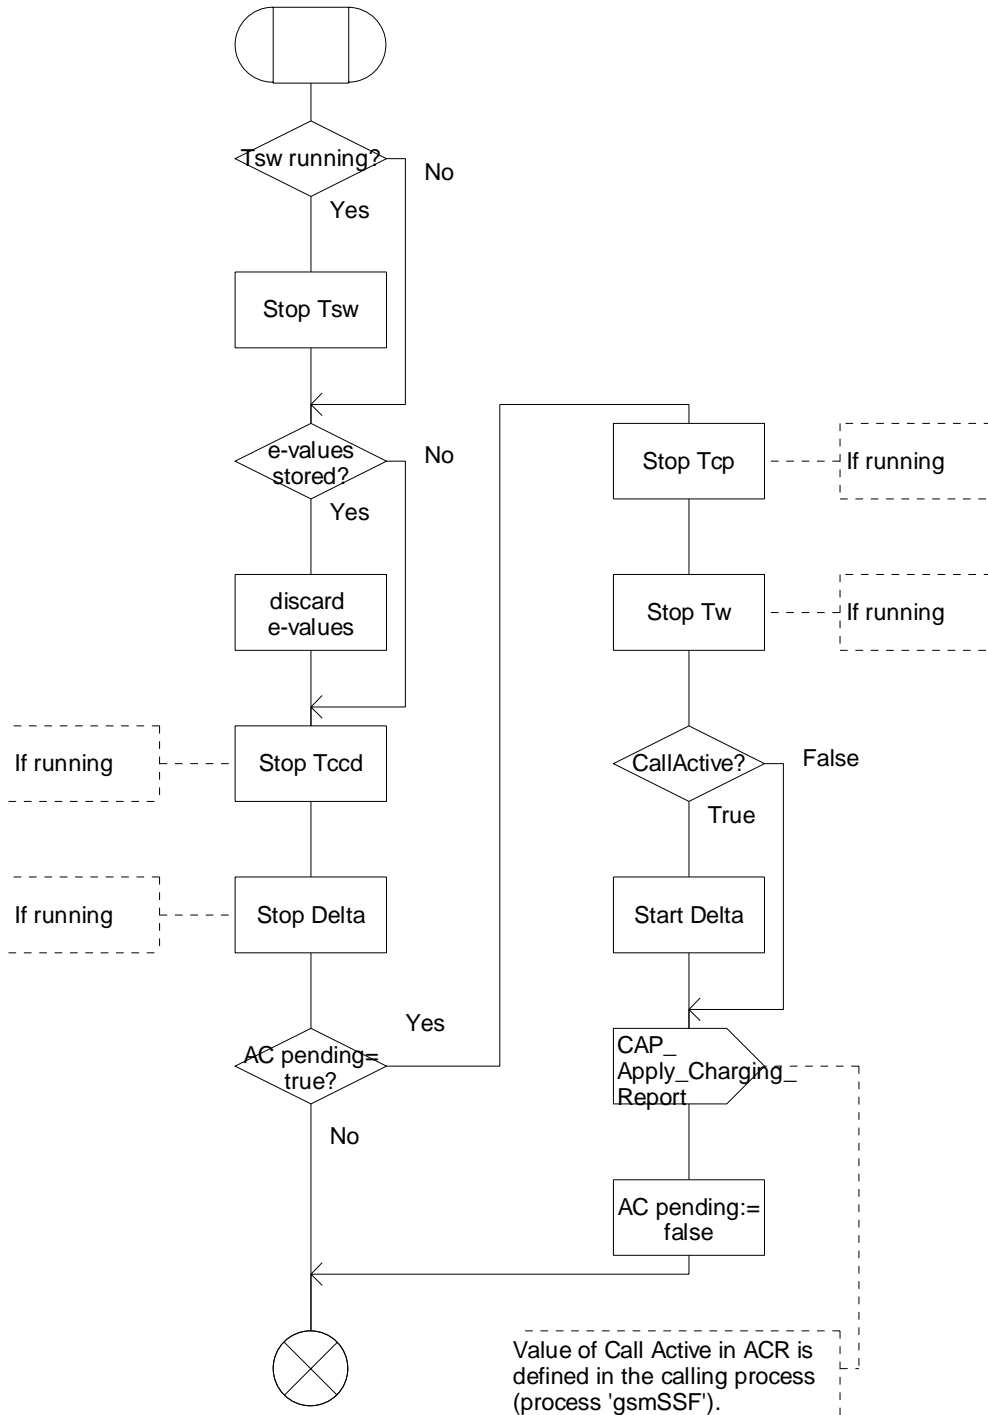 Tsw running?
No
Yes
Stop Tsw
e-values
stored?
No
Yes
discard
e-values
If running
Stop Tccd
If running
Stop Delta
AC pending=
true?
Yes
No
Stop Tcp
If running
Stop Tw
If running
CallActive?
False
True
Start Delta
CAP_
Apply_Charging_
Report
AC pending:=
false
Value of Call Active in ACR is
defined in the calling process
(process 'gsmSSF').